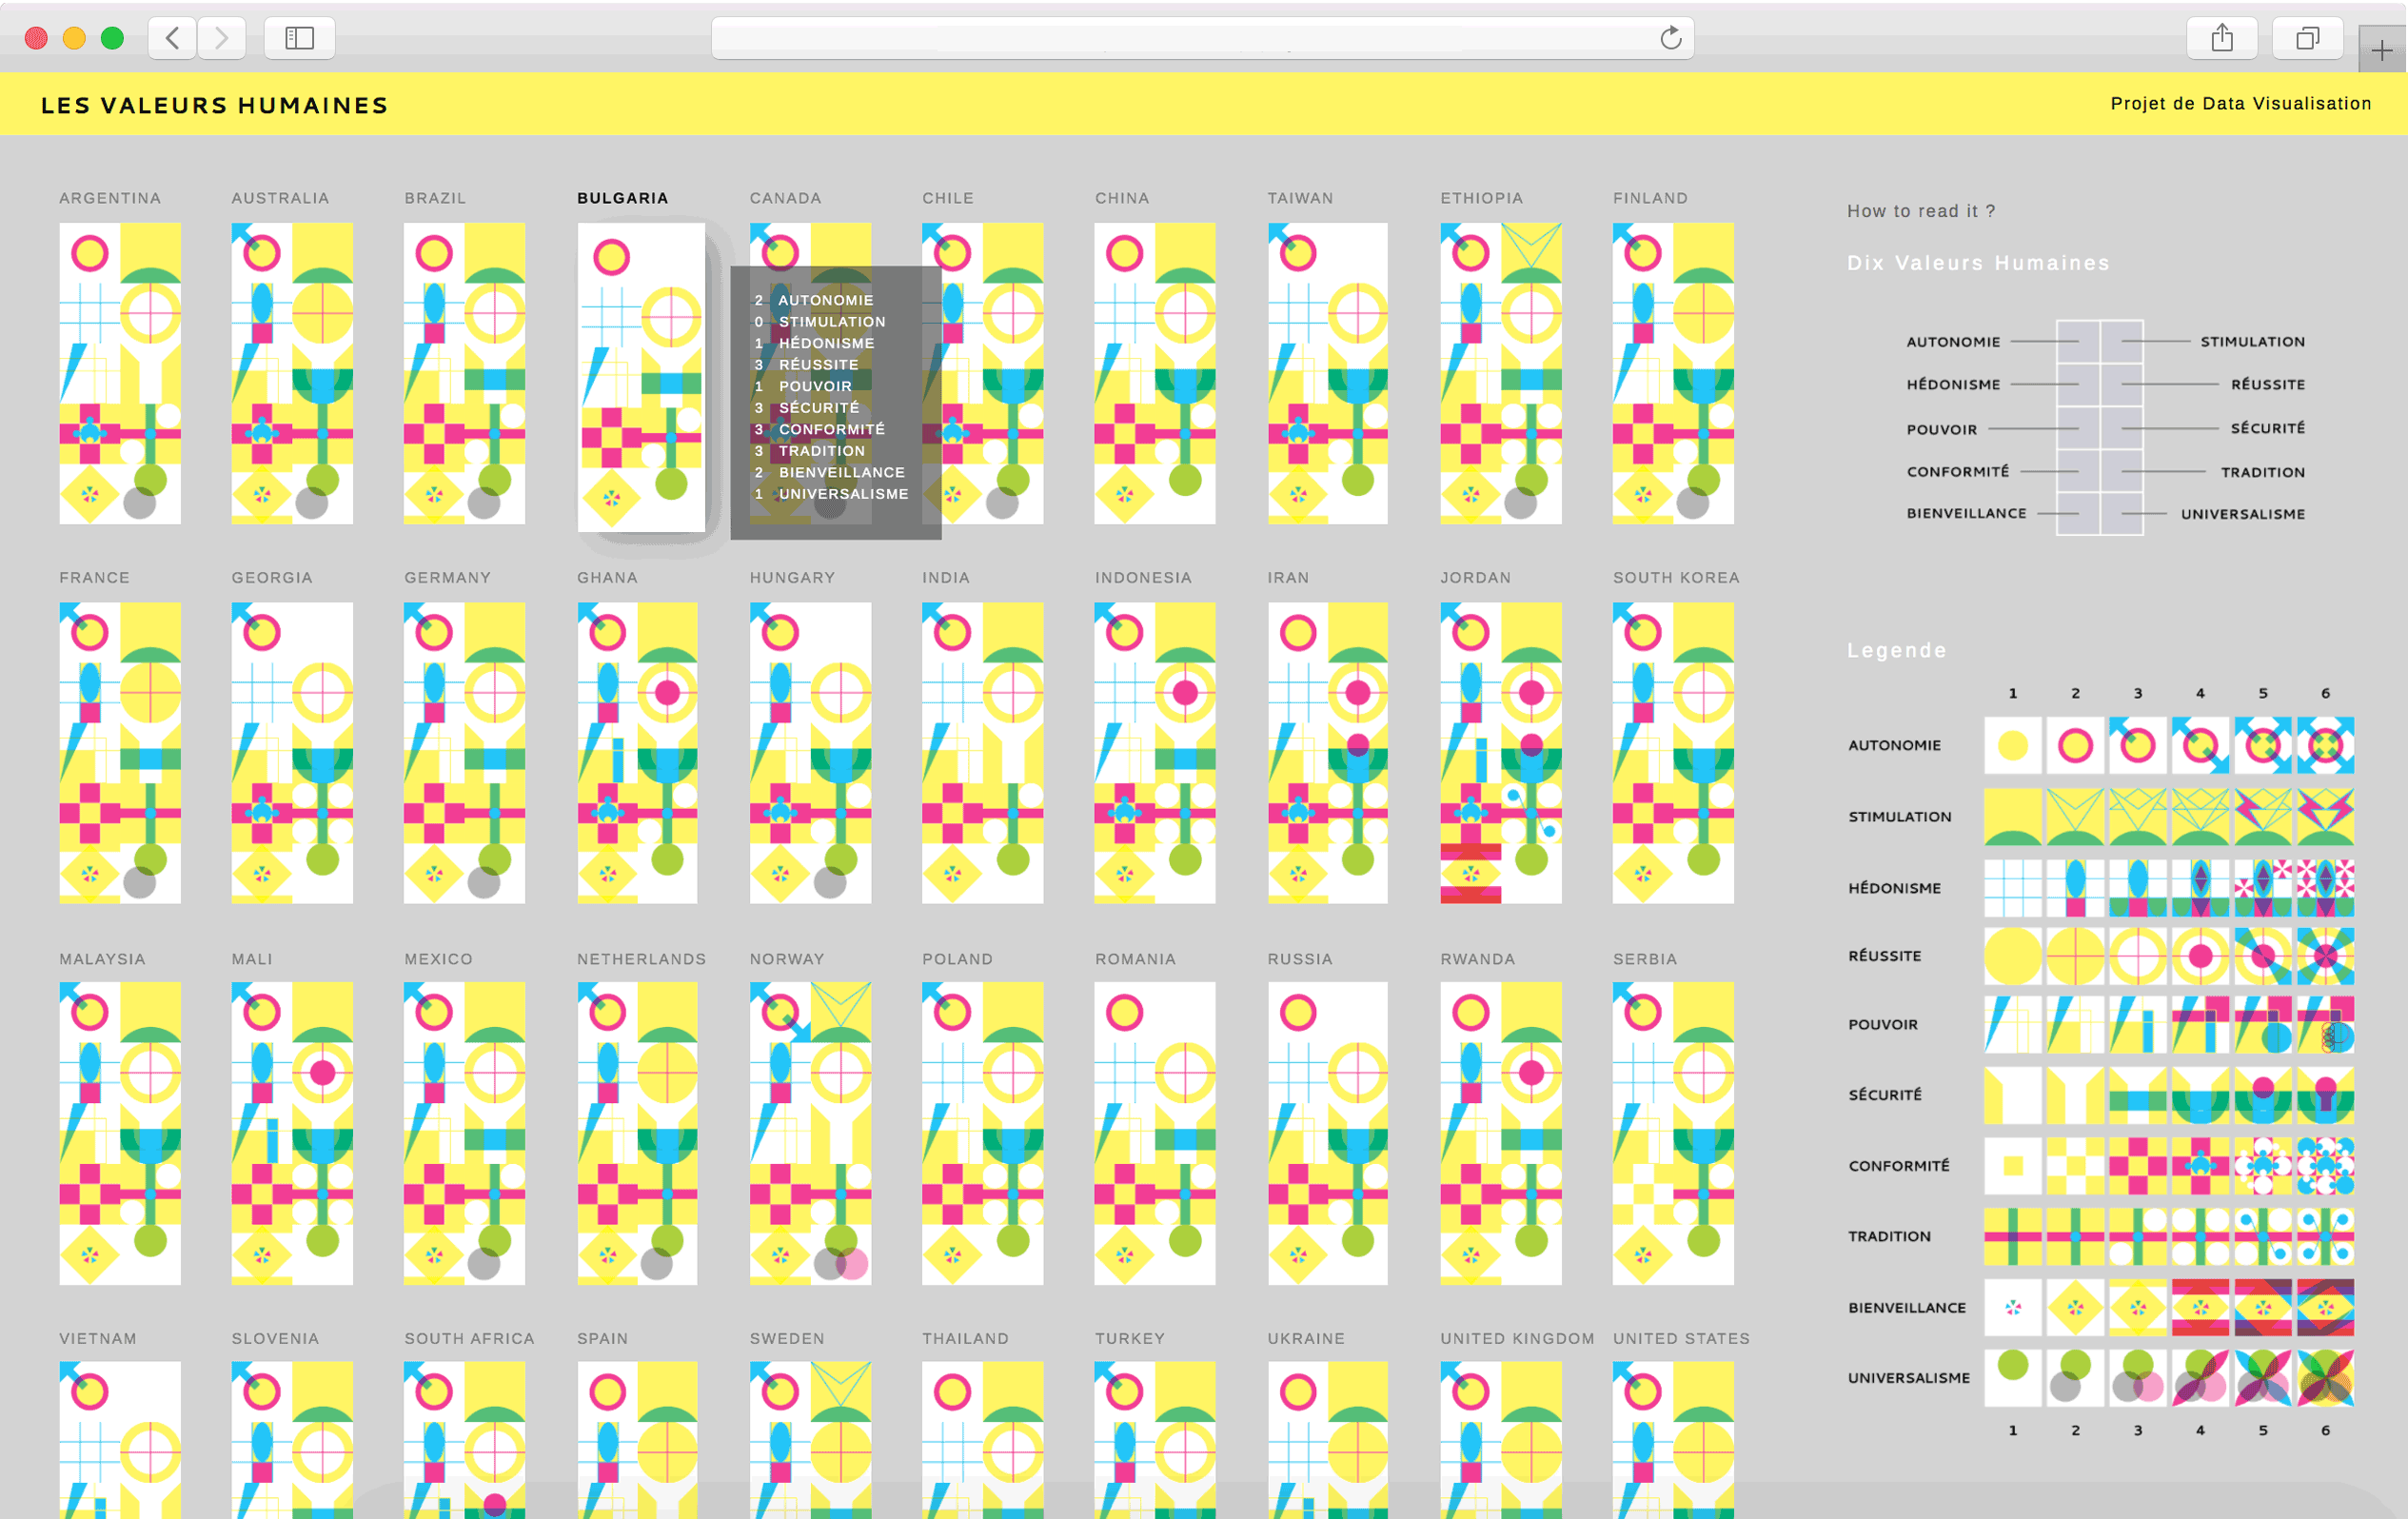 LES VALEURS HUMAINES
Projet de Data Visualisation
ARGENTINA AUSTRALIA BRAZIL BULGARIA CANADA CHILE CHINA TAIWAN ETHIOPIA FINLAND
2 AUTONOMIE
0 STIMULATION
1 HÉDONISME
3 RÉUSSITE
1 POUVOIR
3 SÉCURITÉ
3 CONFORMITÉ
3 TRADITION
2 BIENVEILLANCE
1 UNIVERSALISME
FRANCE GEORGIA GERMANY GHANA HUNGARY INDIA INDONESIA IRAN JORDAN SOUTH KOREA
MALAYSIA MALI MEXICO NETHERLANDS NORWAY POLAND ROMANIA RUSSIA RWANDA SERBIA
VIETNAM SLOVENIA SOUTH AFRICA SPAIN SWEDEN THAILAND TURKEY UKRAINE UNITED KINGDOM UNITED STATES
How to read it ?
Dix Valeurs Humaines
AUTONOMIE STIMULATION
HÉDONISME RÉUSSITE
POUVOIR SÉCURITÉ
CONFORMITÉ TRADITION
BIENVEILLANCE UNIVERSALISME
Legende
1 2 3 4 5 6
AUTONOMIE
STIMULATION
HÉDONISME
RÉUSSITE
POUVOIR
SÉCURITÉ
CONFORMITÉ
TRADITION
BIENVEILLANCE
UNIVERSALISME
1 2 3 4 5 6